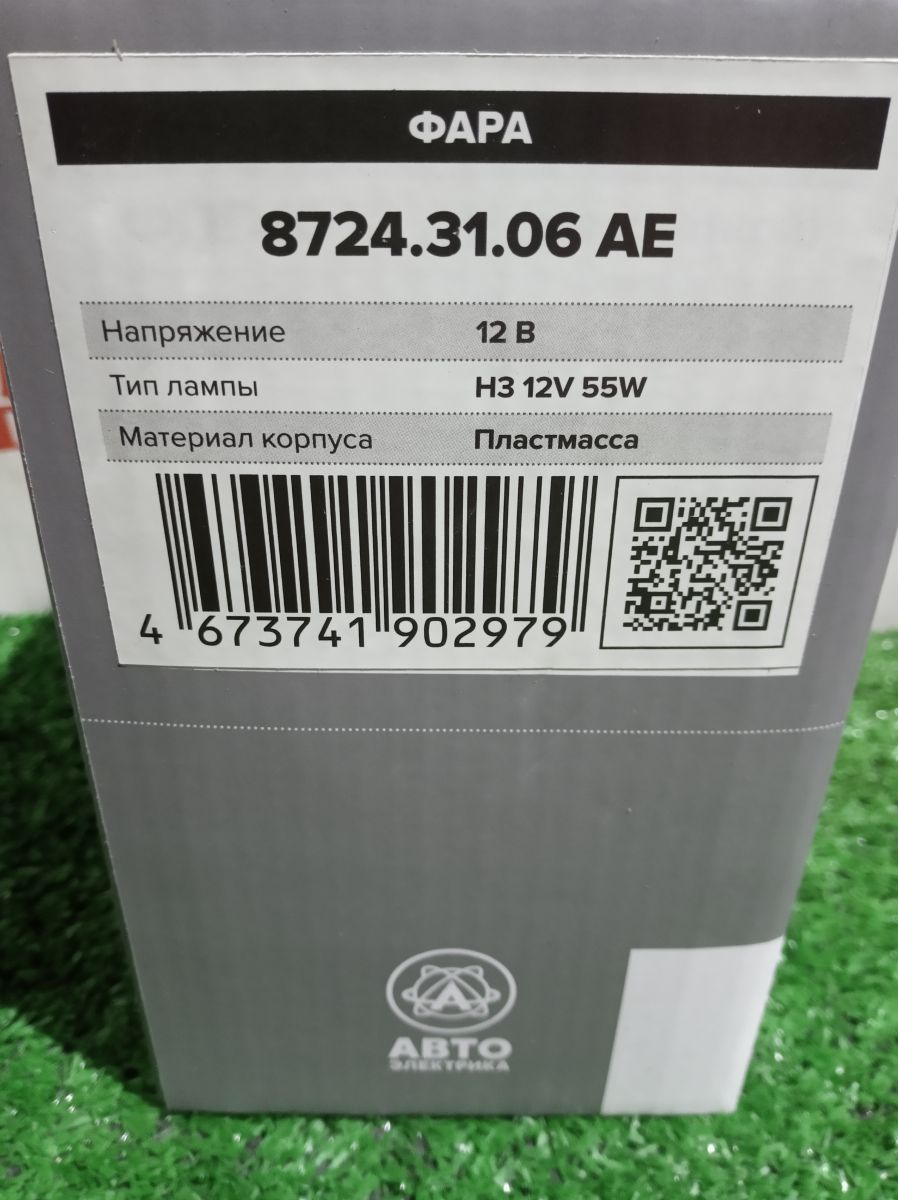 ФАРА
8724.31.06 АЕ
Напряжение 12 В
Тип лампы Н3 12V 55W
Материал корпуса Пластмасса
4 673741 902979
АВТО
ЭЛЕКТРИКА